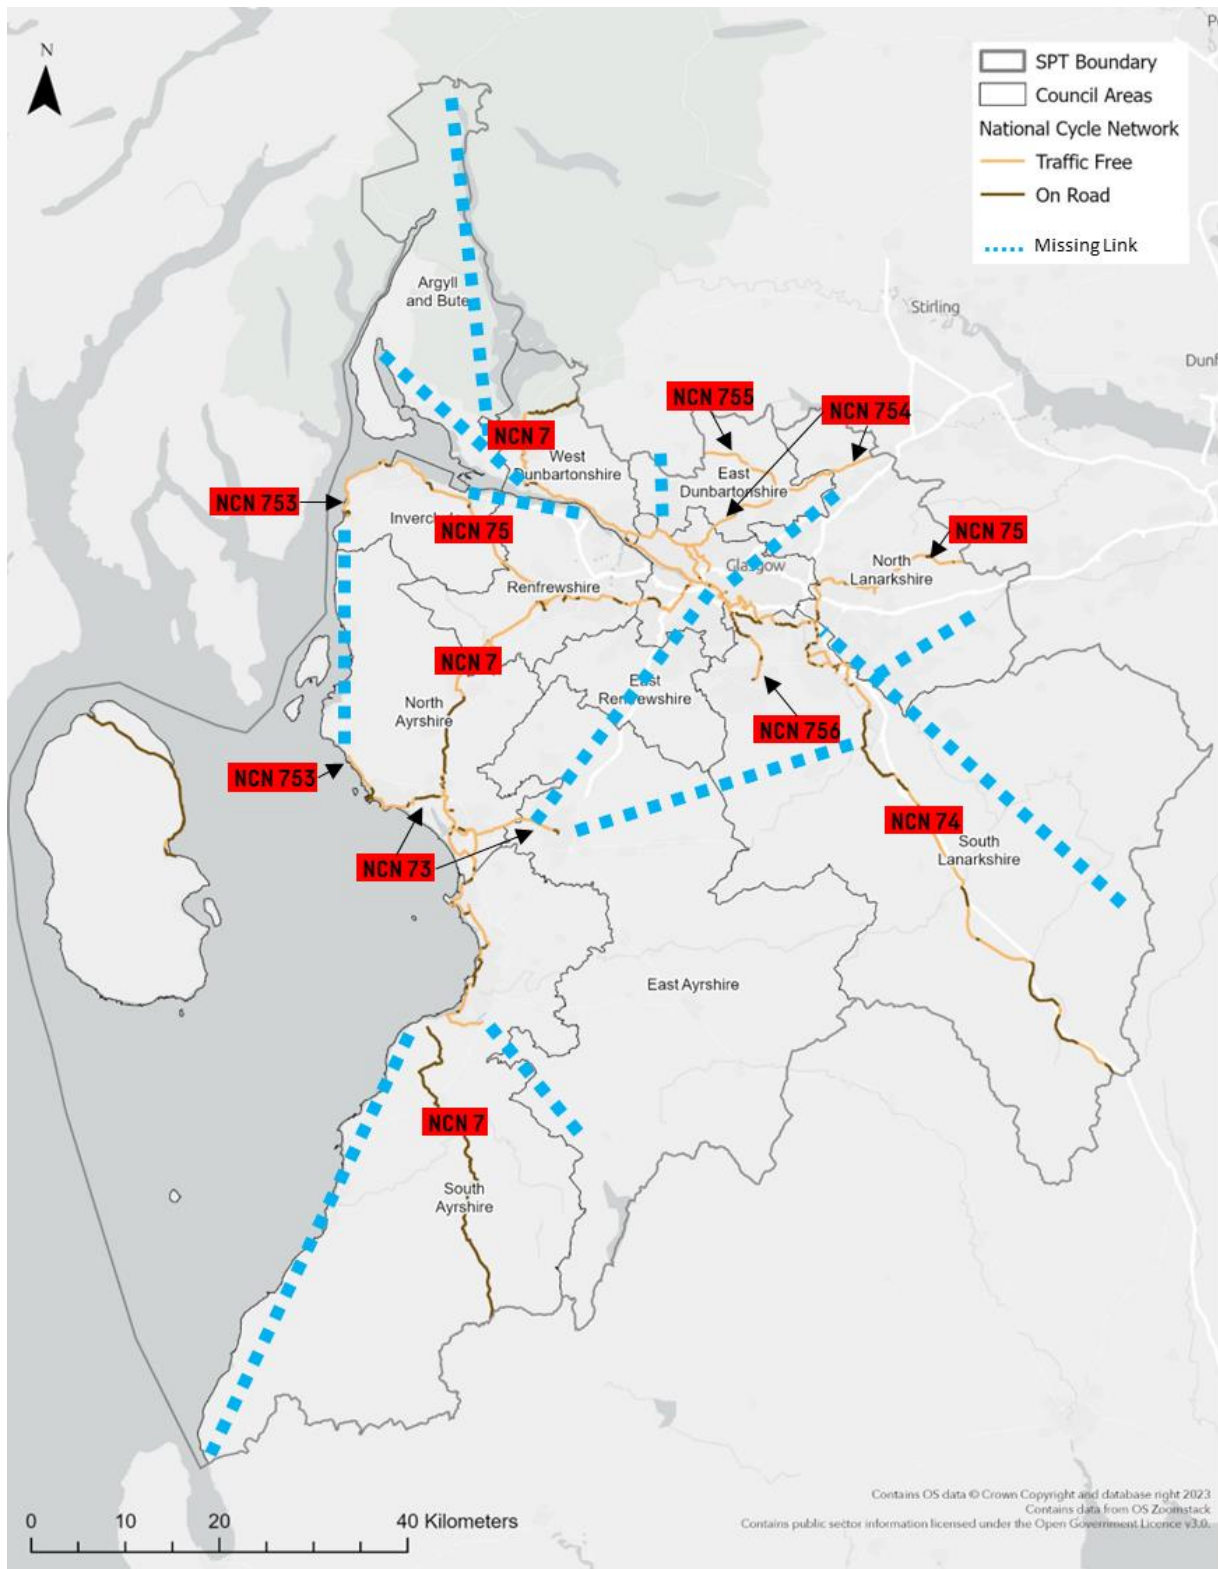 N
P
SPT Boundary
Council Areas
National Cycle Network
Traffic Free
On Road
Missing Link
Argyll
and Bute
Stirling
Dunf
NCN 755
NCN 754
NCN 7
West
Dunbartonshire
East
Dunbartonshire
NCN 753
Inverc
NCN 75
NCN 75
Glasgow
North
Lanarkshire
Renfrewshire
NCN 7
East
Renfrewshire
North
Ayrshire
NCN 756
NCN 753
NCN 74
South
Lanarkshire
NCN 73
East Ayrshire
NCN 7
South
Ayrshire
Contains OS data © Crown Copyright and database right 2023
Contains data from OS Zoomstack
Contains public sector information licensed under the Open Government Licence v3.0.
0 10 20 40 Kilometers